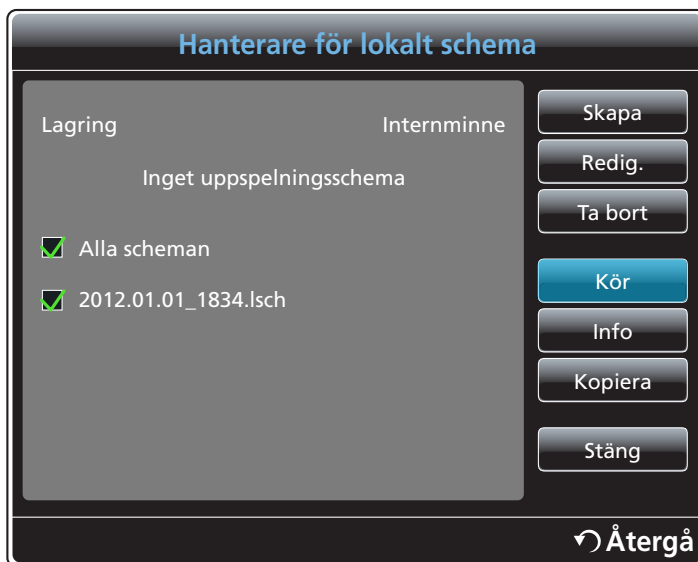 Hanterare för lokalt schema
Lagring Internminne
Inget uppspelningsschema
Alla scheman
2012.01.01_1834.lsch
Skapa
Redig.
Ta bort
Kör
Info
Kopiera
Stäng
Återgå